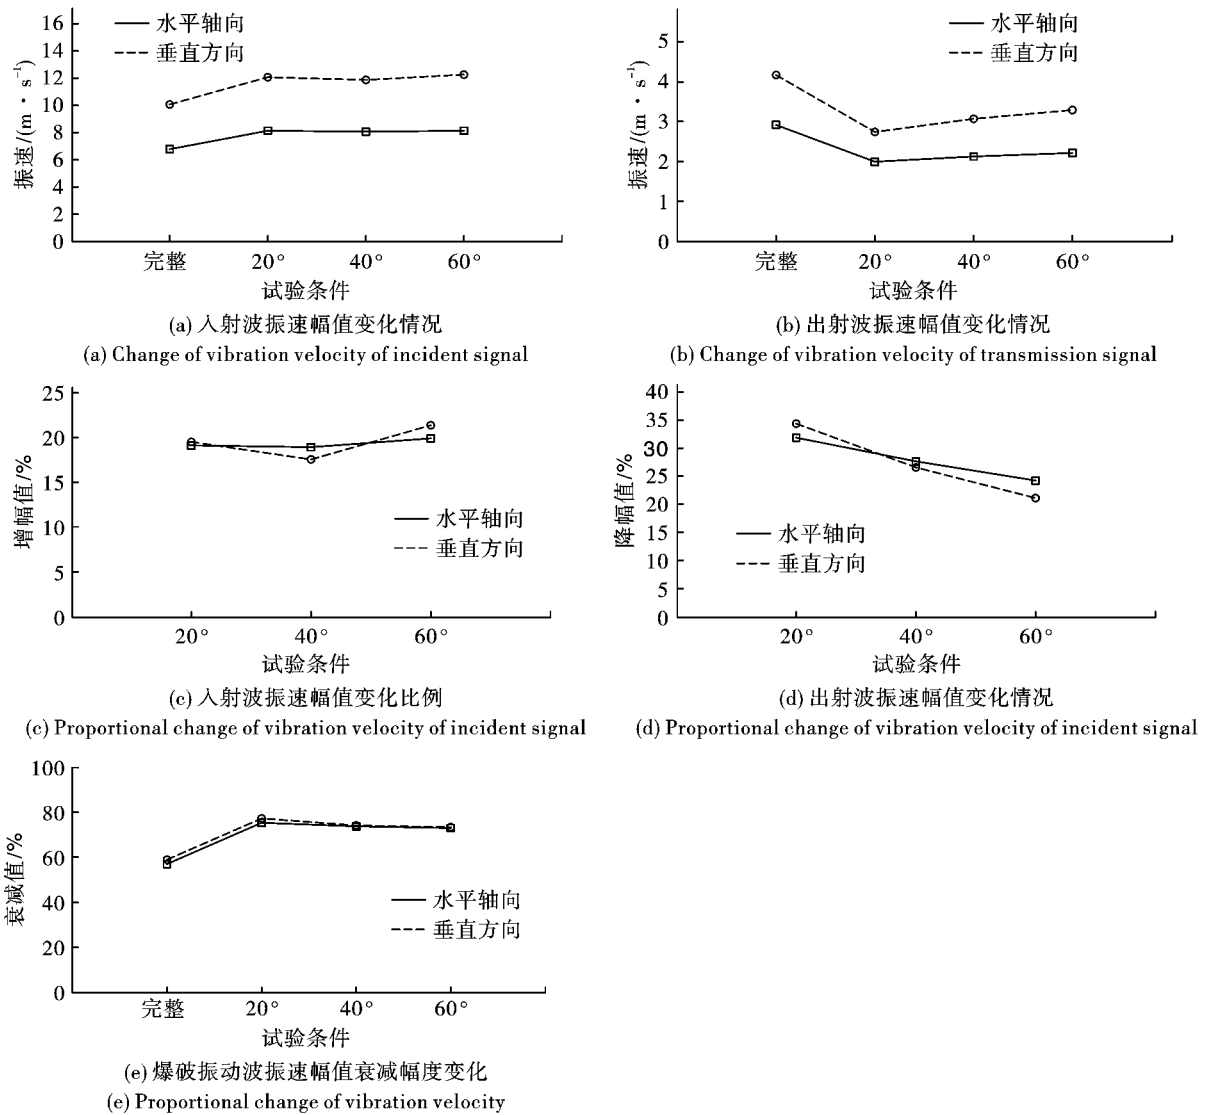 16
14
12
10
8
6
4
2
0
振速/(m·s⁻¹)
水平轴向
垂直方向
完整 20° 40° 60°
试验条件
(a) 入射波振速幅值变化情况
(a) Change of vibration velocity of incident signal
5
4
3
2
1
0
振速/(m·s⁻¹)
水平轴向
垂直方向
完整 20° 40° 60°
试验条件
(b) 出射波振速幅值变化情况
(b) Change of vibration velocity of transmission signal
25
20
15
10
5
0
增幅值/%
水平轴向
垂直方向
20° 40° 60°
试验条件
(c) 入射波振速幅值变化比例
(c) Proportional change of vibration velocity of incident signal
40
35
30
25
20
15
10
5
0
降幅值/%
水平轴向
垂直方向
20° 40° 60°
试验条件
(d) 出射波振速幅值变化情况
(d) Proportional change of vibration velocity of incident signal
100
80
60
40
20
0
衰减值/%
水平轴向
垂直方向
完整 20° 40° 60°
试验条件
(e) 爆破振动波振速幅值衰减幅度变化
(e) Proportional change of vibration velocity